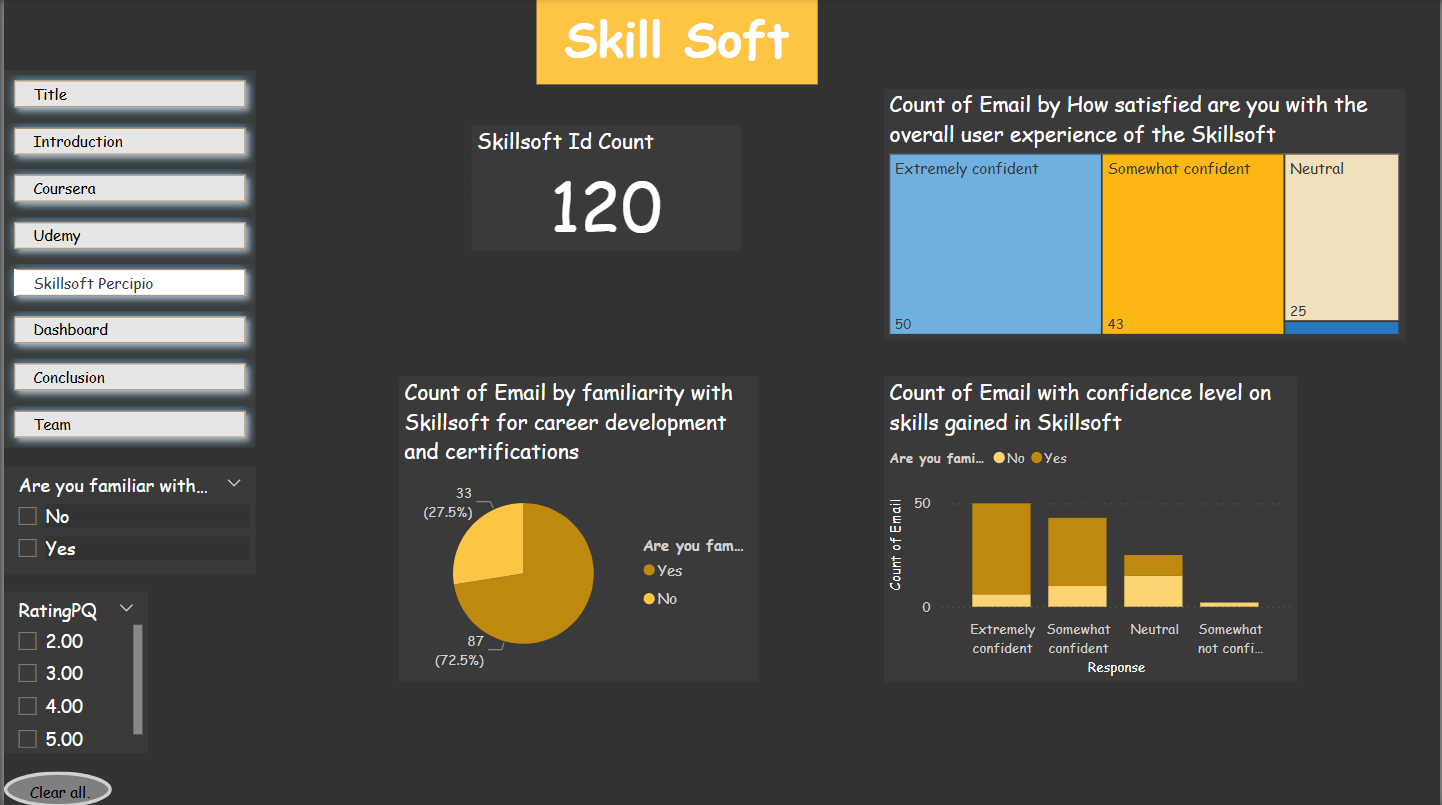 Skill Soft
Title
Introduction
Coursera
Udemy
Skillsoft Percipio
Dashboard
Conclusion
Team
Are you familiar with...
No
Yes
RatingPQ
2.00
3.00
4.00
5.00
Clear all.
Skillsoft Id Count
120
Count of Email by How satisfied are you with the
overall user experience of the Skillsoft
Extremely confident
Somewhat confident
Neutral
50
43
25
Count of Email by familiarity with
Skillsoft for career development
and certifications
33
(27.5%)
87
(72.5%)
Are you fam...
Yes
No
Count of Email with confidence level on
skills gained in Skillsoft
Are you fami... No Yes
Count of Email
50
0
Extremely
confident
Somewhat
confident
Neutral
Somewhat
not confi...
Response